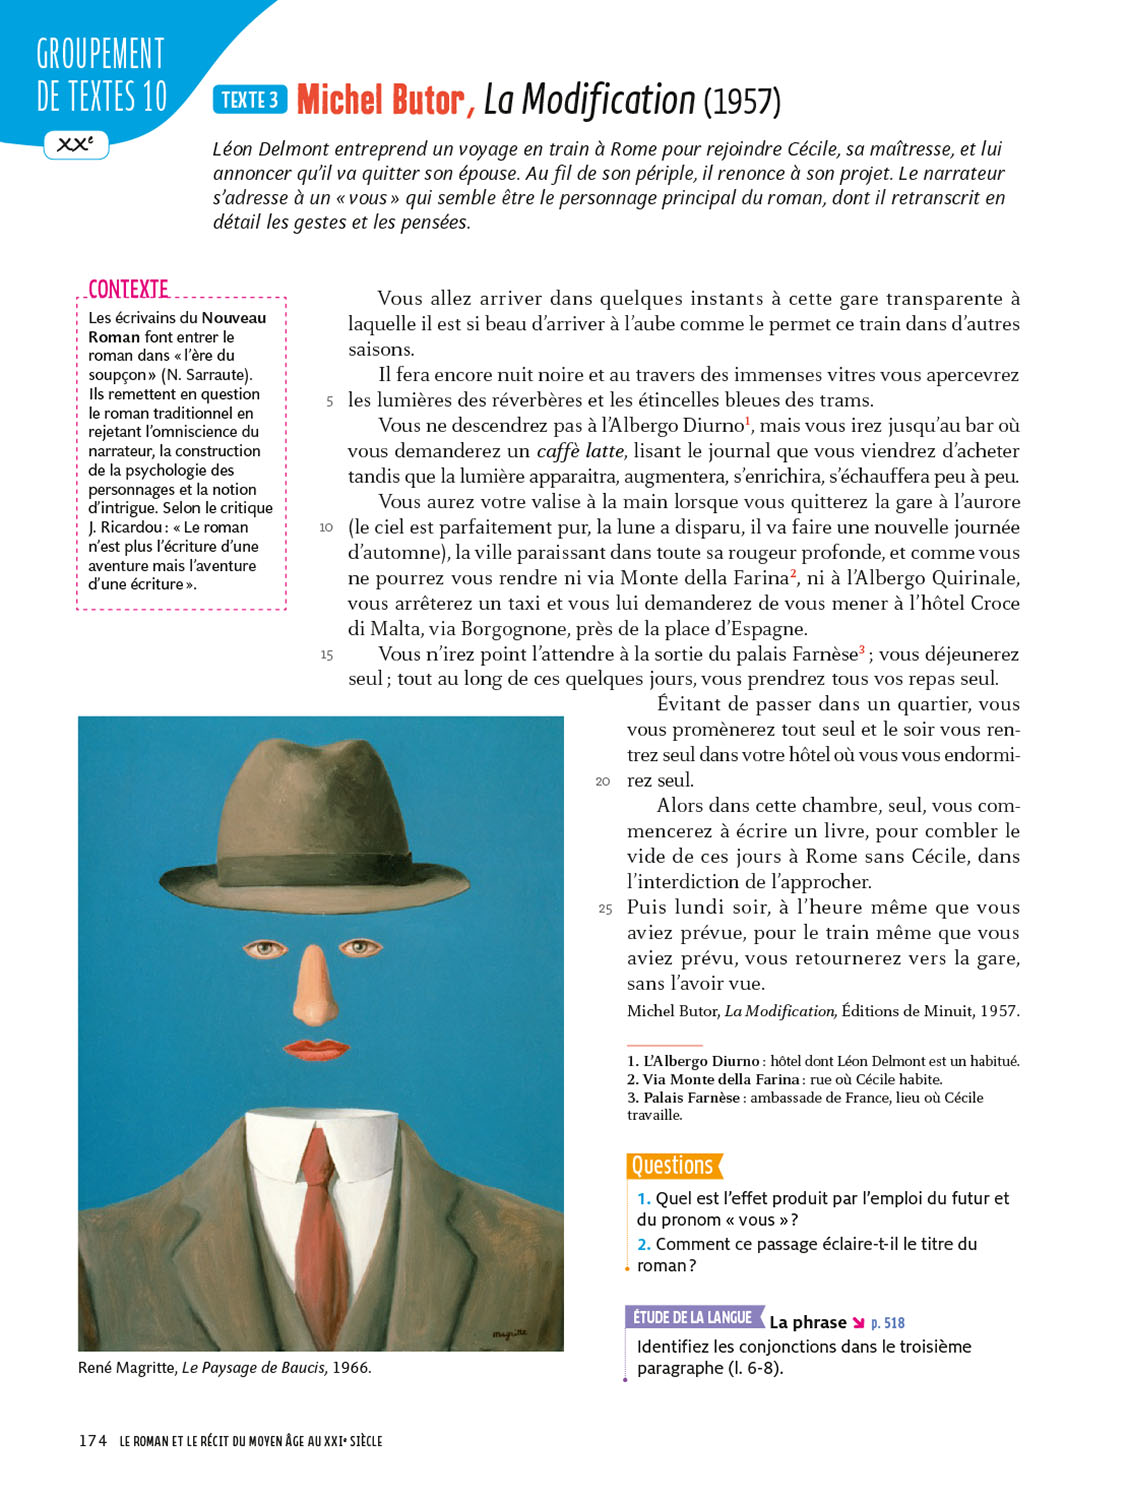 GROUPEMENT
DE TEXTES 10
XXe
TEXTE 3 Michel Butor, La Modification (1957)
Léon Delmont entreprend un voyage en train à Rome pour rejoindre Cécile, sa maîtresse, et lui
annoncer qu’il va quitter son épouse. Au fil de son périple, il renonce à son projet. Le narrateur
s’adresse à un « vous » qui semble être le personnage principal du roman, dont il retranscrit en
détail les gestes et les pensées.
CONTEXTE
Les écrivains du Nouveau
Roman font entrer le
roman dans « l’ère du
soupçon » (N. Sarraute).
Ils remettent en question
le roman traditionnel en
rejetant l’omniscience du
narrateur, la construction
de la psychologie des
personnages et la notion
d’intrigue. Selon le critique
J. Ricardou : « Le roman
n’est plus l’écriture d’une
aventure mais l’aventure
d’une écriture ».
Vous allez arriver dans quelques instants à cette gare transparente à
laquelle il est si beau d’arriver à l’aube comme le permet ce train dans d’autres
saisons.
Il fera encore nuit noire et au travers des immenses vitres vous apercevrez
5 les lumières des réverbères et les étincelles bleues des trams.
Vous ne descendrez pas à l’Albergo Diurno1, mais vous irez jusqu’au bar où
vous demanderez un caffè latte, lisant le journal que vous viendrez d’acheter
tandis que la lumière apparaitra, augmentera, s’enrichira, s’échauffera peu à peu.
Vous aurez votre valise à la main lorsque vous quitterez la gare à l’aurore
10 (le ciel est parfaitement pur, la lune a disparu, il va faire une nouvelle journée
d’automne), la ville paraissant dans toute sa rougeur profonde, et comme vous
ne pourrez vous rendre ni via Monte della Farina2, ni à l’Albergo Quirinale,
vous arrêterez un taxi et vous lui demanderez de vous mener à l’hôtel Croce
di Malta, via Borgognone, près de la place d’Espagne.
15 Vous n’irez point l’attendre à la sortie du palais Farnèse3 ; vous déjeunerez
seul ; tout au long de ces quelques jours, vous prendrez tous vos repas seul.
Évitant de passer dans un quartier, vous
vous promènerez tout seul et le soir vous ren-
trez seul dans votre hôtel où vous vous endormi-
20 rez seul.
Alors dans cette chambre, seul, vous com-
mencerez à écrire un livre, pour combler le
vide de ces jours à Rome sans Cécile, dans
l’interdiction de l’approcher.
25 Puis lundi soir, à l’heure même que vous
aviez prévue, pour le train même que vous
aviez prévu, vous retournerez vers la gare,
sans l’avoir vue.
Michel Butor, La Modification, Éditions de Minuit, 1957.
1. L’Albergo Diurno : hôtel dont Léon Delmont est un habitué.
2. Via Monte della Farina : rue où Cécile habite.
3. Palais Farnèse : ambassade de France, lieu où Cécile
travaille.
Questions
1. Quel est l’effet produit par l’emploi du futur et
du pronom « vous » ?
2. Comment ce passage éclaire-t-il le titre du
roman ?
ÉTUDE DE LA LANGUE La phrase p. 518
Identifiez les conjonctions dans le troisième
paragraphe (l. 6-8).
magritte
René Magritte, Le Paysage de Baucis, 1966.
174 LE ROMAN ET LE RÉCIT DU MOYEN ÂGE AU XXIe SIÈCLE